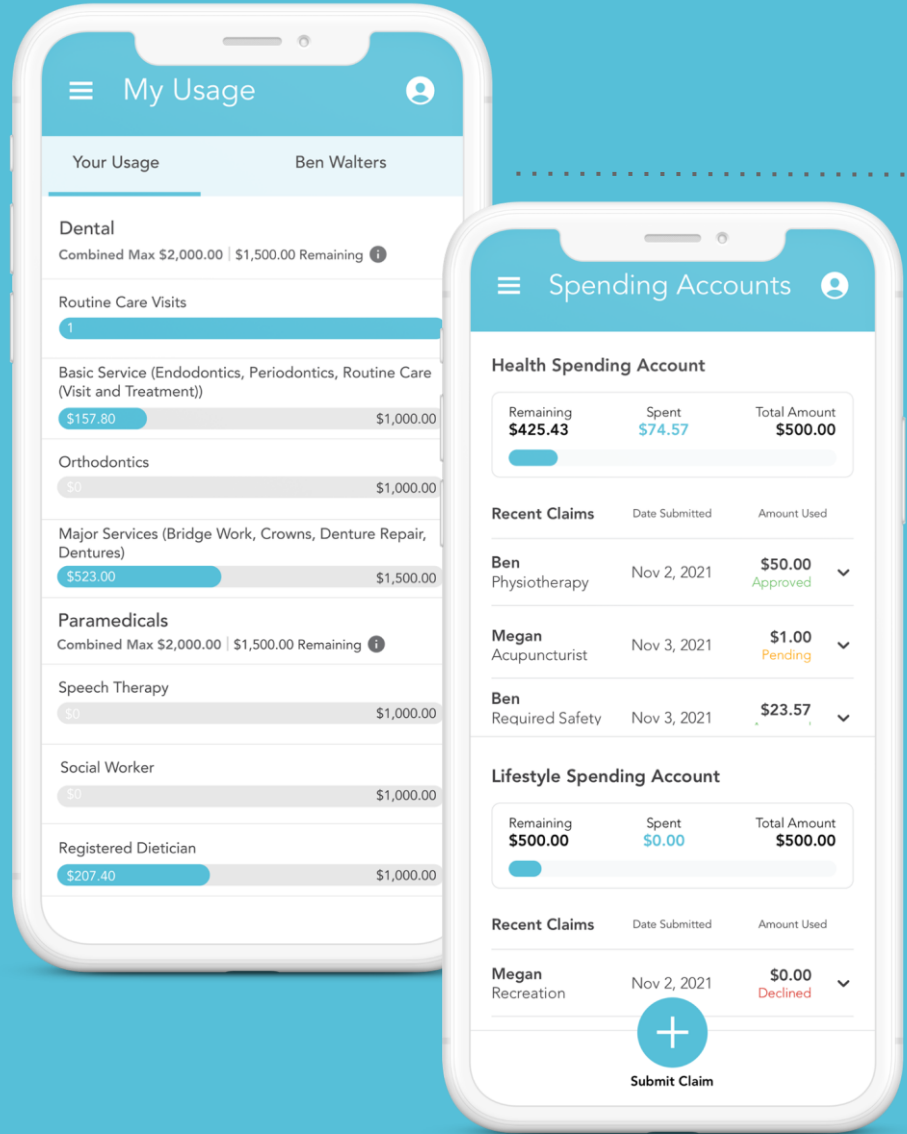 My Usage
Your Usage Ben Walters
Dental
Combined Max $2,000.00 | $1,500.00 Remaining i
Routine Care Visits
1
Basic Service (Endodontics, Periodontics, Routine Care
(Visit and Treatment))
$157.80 $1,000.00
Orthodontics
$0 $1,000.00
Major Services (Bridge Work, Crowns, Denture Repair,
Dentures)
$523.00 $1,500.00
Paramedicals
Combined Max $2,000.00 | $1,500.00 Remaining i
Speech Therapy
$0 $1,000.00
Social Worker
$0 $1,000.00
Registered Dietician
$207.40 $1,000.00
Spending Accounts
Health Spending Account
Remaining Spent Total Amount
$425.43 $74.57 $500.00
Recent Claims Date Submitted Amount Used
Ben
Physiotherapy Nov 2, 2021 $50.00
Approved
Megan
Acupuncturist Nov 3, 2021 $1.00
Pending
Ben
Required Safety Nov 3, 2021 $23.57
Lifestyle Spending Account
Remaining Spent Total Amount
$500.00 $0.00 $500.00
Recent Claims Date Submitted Amount Used
Megan
Recreation Nov 2, 2021 $0.00
Declined
Submit Claim